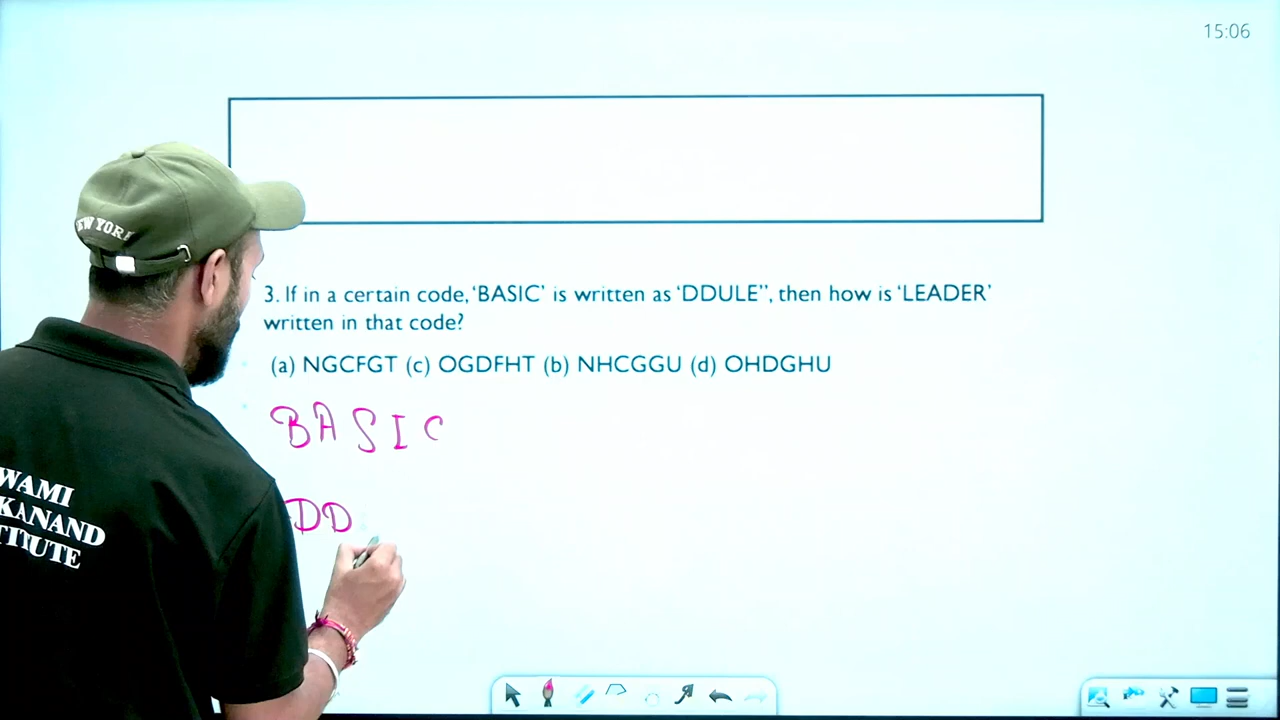 15:06
NEW YORK
3. If in a certain code, 'BASIC' is written as 'DDULE'', then how is 'LEADER'
written in that code?
(a) NGCFGT (c) OGDFHT (b) NHCGGU (d) OHDGHU
BASIC
DD
WAMI
KANAND
TITUTE